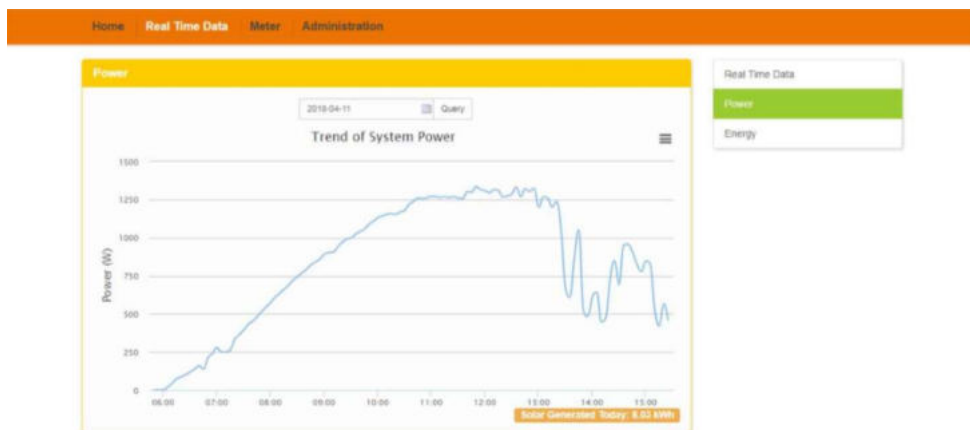 Home Real Time Data Meter Administration
Power
2019-04-11 Query
Trend of System Power
Power (W)
1500
1250
1000
750
500
250
0
06:00 07:00 08:00 09:00 10:00 11:00 12:00 13:00 14:00 15:00
Solar Generated Today: 8.03 kWh
Real Time Data
Power
Energy